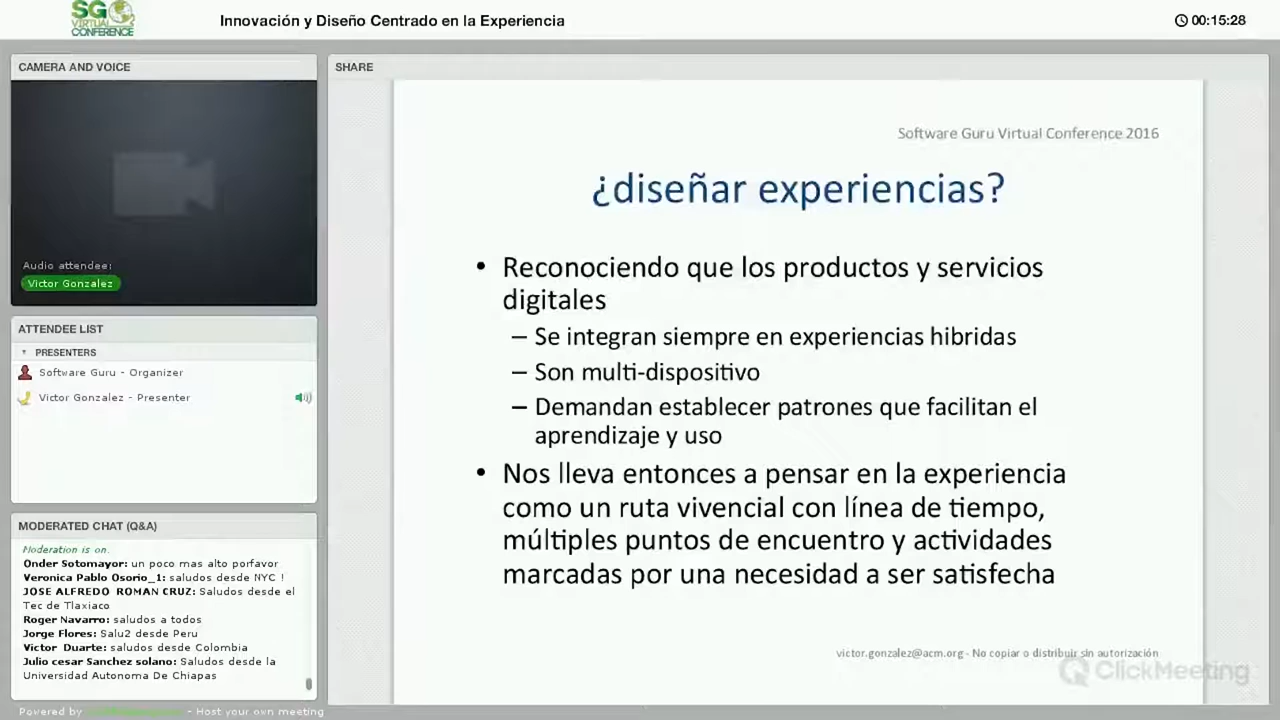 SG
VIRTUAL
CONFERENCE
Innovación y Diseño Centrado en la Experiencia
00:15:28
CAMERA AND VOICE
Audio attendee:
Victor Gonzalez
ATTENDEE LIST
PRESENTERS
Software Guru - Organizer
Victor Gonzalez - Presenter
MODERATED CHAT (Q&A)
Moderation is on.
Onder Sotomayor: un poco mas alto porfavor
Veronica Pablo Osorio_1: saludos desde NYC !
JOSE ALFREDO ROMAN CRUZ: Saludos desde el
Tec de Tlaxiaco
Roger Navarro: saludos a todos
Jorge Flores: Salu2 desde Peru
Victor Duarte: saludos desde Colombia
Julio cesar Sanchez solano: Saludos desde la
Universidad Autonoma De Chiapas
SHARE
Software Guru Virtual Conference 2016
¿diseñar experiencias?
• Reconociendo que los productos y servicios
digitales
– Se integran siempre en experiencias hibridas
– Son multi-dispositivo
– Demandan establecer patrones que facilitan el
aprendizaje y uso
• Nos lleva entonces a pensar en la experiencia
como un ruta vivencial con línea de tiempo,
múltiples puntos de encuentro y actividades
marcadas por una necesidad a ser satisfecha
victor.gonzalez@acm.org - No copiar o distribuir sin autorización
ClickMeeting
Powered by - Host your own meeting